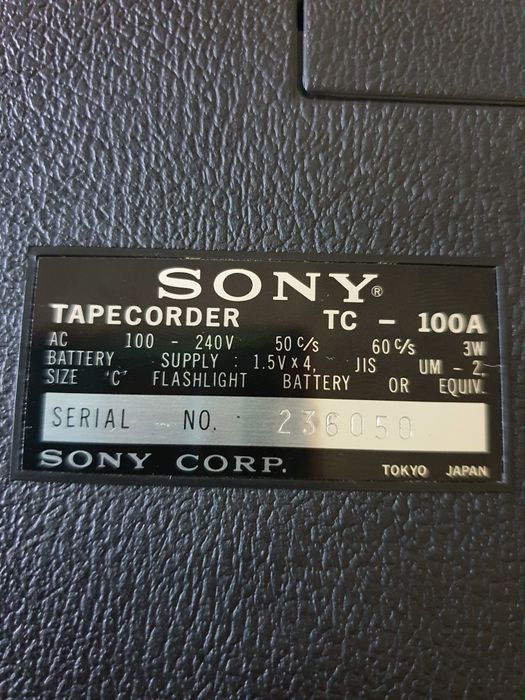 SONY®
TAPECORDER TC - 100A
AC 100 - 240V 50 c/s 60 c/s 3W
BATTERY SUPPLY : 1.5V x 4, JIS UM - 2
SIZE 'C' FLASHLIGHT BATTERY OR EQUIV.
SERIAL NO. 236050
SONY CORP. TOKYO JAPAN